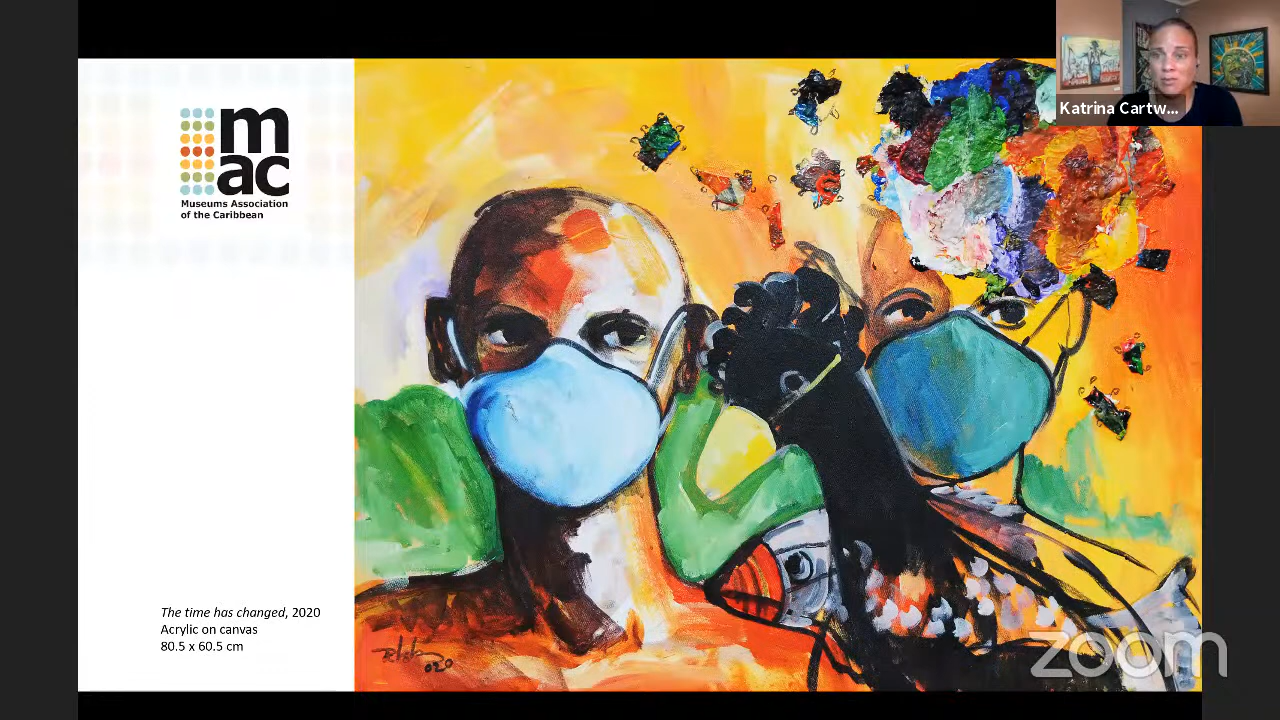 mac
Museums Association
of the Caribbean
Katrina Cartw...
The time has changed, 2020
Acrylic on canvas
80.5 x 60.5 cm
020
zoom